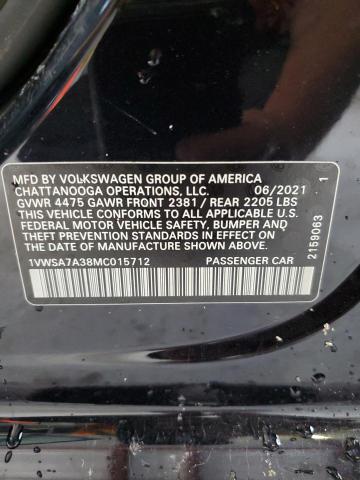 MFD BY VOLKSWAGEN GROUP OF AMERICA
CHATTANOOGA OPERATIONS, LLC. 06/2021
GVWR 4475 GAWR FRONT 2381 / REAR 2205 LBS
THIS VEHICLE CONFORMS TO ALL APPLICABLE U.S.
FEDERAL MOTOR VEHICLE SAFETY, BUMPER AND
THEFT PREVENTION STANDARDS IN EFFECT ON THE
DATE OF MANUFACTURE SHOWN ABOVE.
1VWSA7A38MC015712 PASSENGER CAR
2159063 1